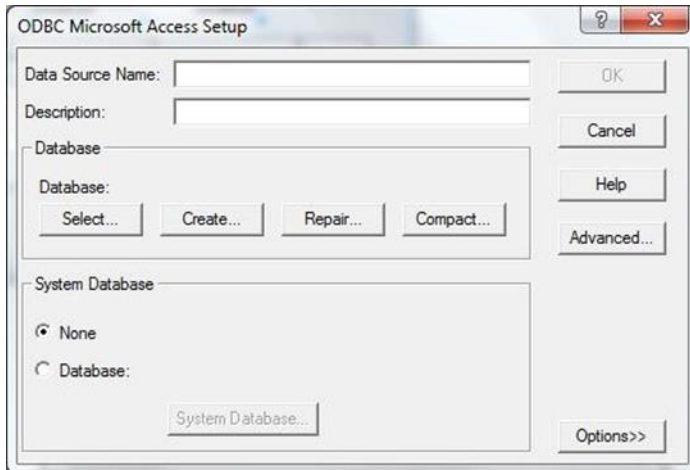 ODBC Microsoft Access Setup
Data Source Name:
OK
Description:
Cancel
Database
Database:
Help
Select...
Create...
Repair...
Compact...
Advanced...
System Database
None
Database:
System Database...
Options>>